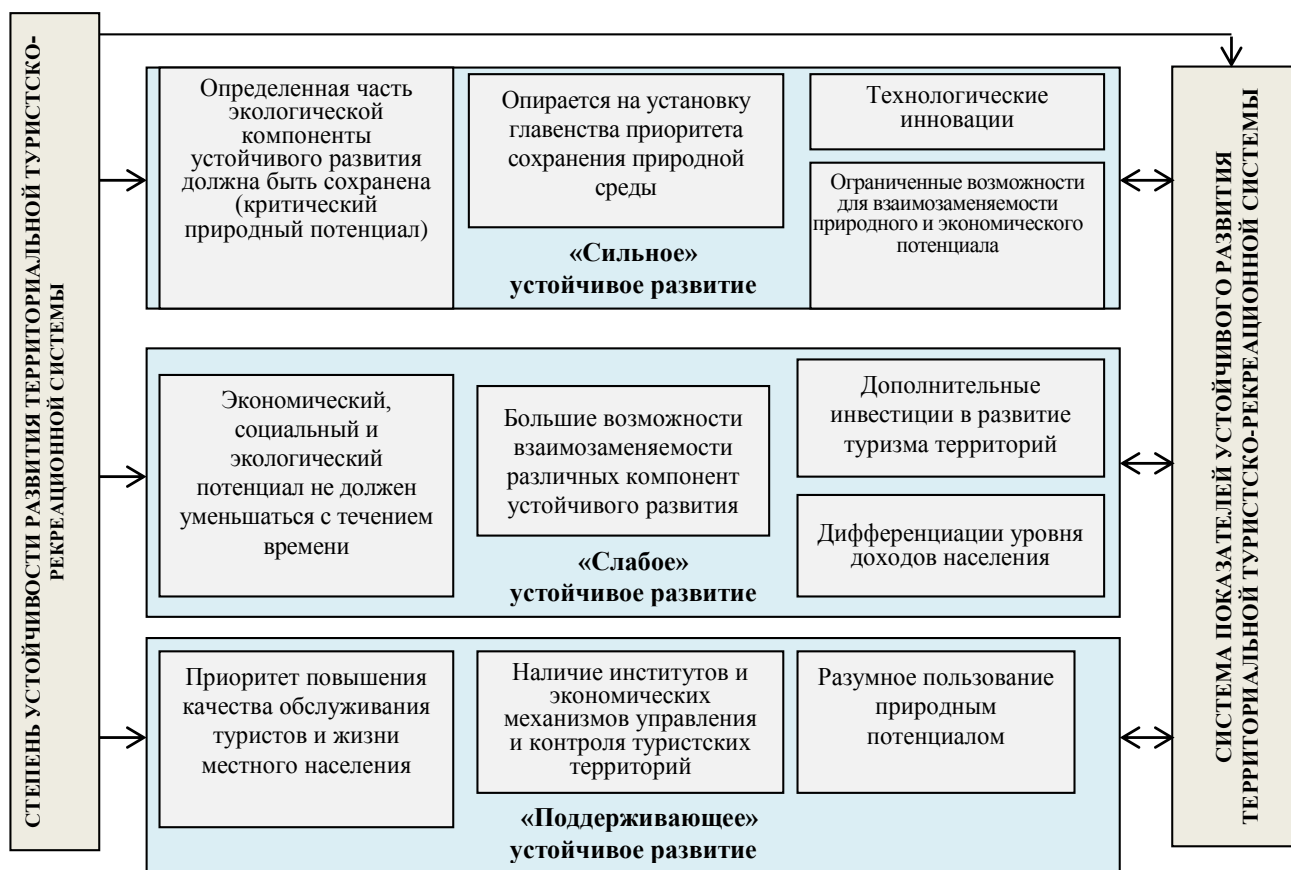 СТЕПЕНЬ УСТОЙЧИВОСТИ РАЗВИТИЯ ТЕРРИТОРИАЛЬНОЙ ТУРИСТСКО-
РЕКРЕАЦИОННОЙ СИСТЕМЫ
Определенная часть
экологической
компоненты
устойчивого развития
должна быть сохранена
(критический
природный потенциал)
Опирается на установку
главенства приоритета
сохранения природной
среды
Технологические
инновации
Ограниченные возможности
для взаимозаменяемости
природного и экономического
потенциала
«Сильное»
устойчивое развитие
Экономический,
социальный и
экологический
потенциал не должен
уменьшаться с течением
времени
Большие возможности
взаимозаменяемости
различных компонент
устойчивого развития
Дополнительные
инвестиции в развитие
туризма территорий
Дифференциации уровня
доходов населения
«Слабое»
устойчивое развитие
Приоритет повышения
качества обслуживания
туристов и жизни
местного населения
Наличие институтов и
экономических
механизмов управления
и контроля туристских
территорий
Разумное пользование
природным
потенциалом
«Поддерживающее»
устойчивое развитие
СИСТЕМА ПОКАЗАТЕЛЕЙ УСТОЙЧИВОГО РАЗВИТИЯ
ТЕРРИТОРИАЛЬНОЙ ТУРИСТСКО-РЕКРЕАЦИОННОЙ СИСТЕМЫ